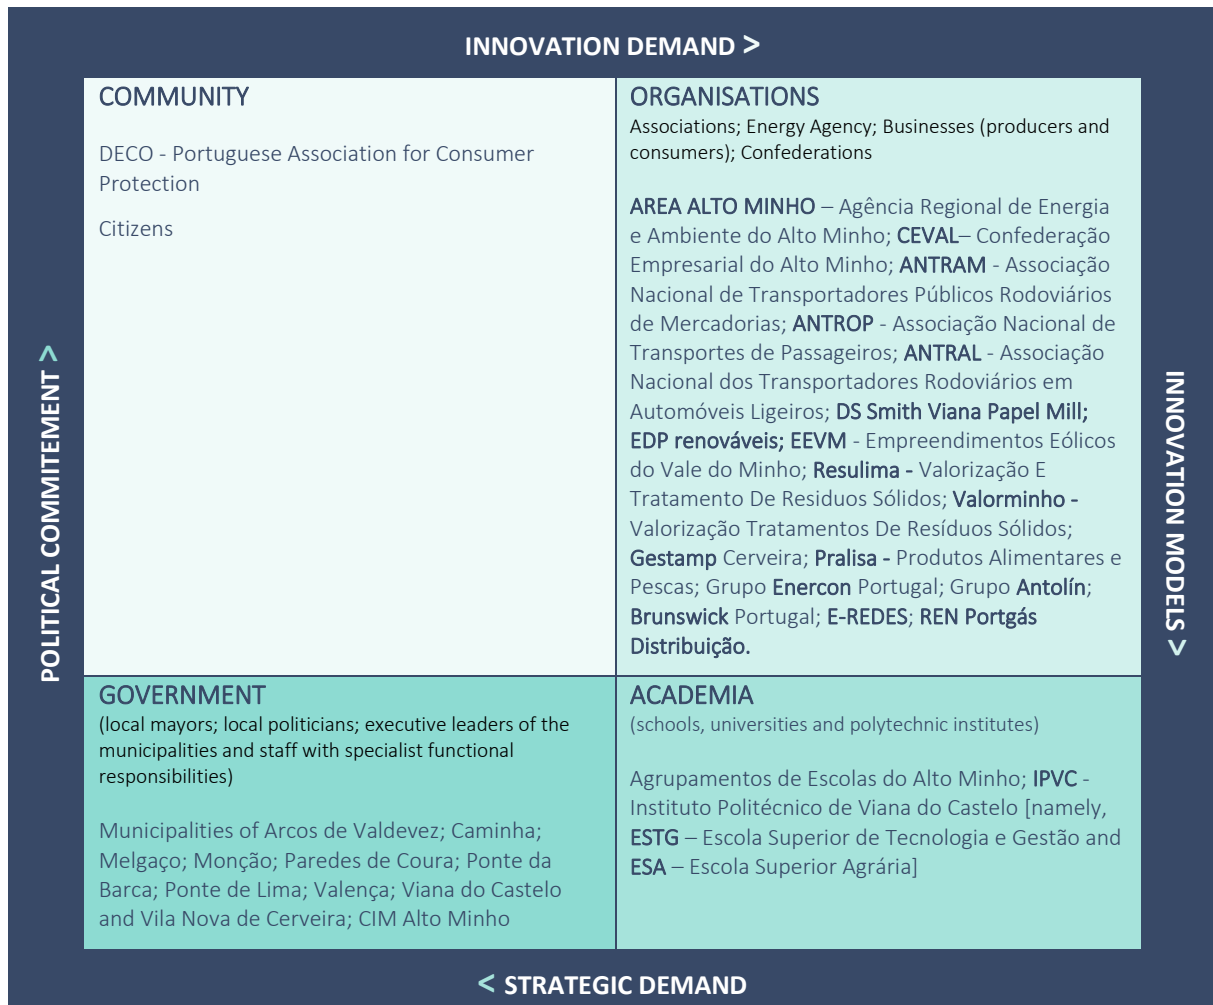 INNOVATION DEMAND >
COMMUNITY
DECO - Portuguese Association for Consumer
Protection
Citizens
ORGANISATIONS
Associations; Energy Agency; Businesses (producers and
consumers); Confederations
AREA ALTO MINHO – Agência Regional de Energia
e Ambiente do Alto Minho; CEVAL– Confederação
Empresarial do Alto Minho; ANTRAM - Associação
Nacional de Transportadores Públicos Rodoviários
de Mercadorias; ANTROP - Associação Nacional de
Transportes de Passageiros; ANTRAL - Associação
Nacional dos Transportadores Rodoviários em
Automóveis Ligeiros; DS Smith Viana Papel Mill;
EDP renováveis; EEVM - Empreendimentos Eólicos
do Vale do Minho; Resulima - Valorização E
Tratamento De Residuos Sólidos; Valorminho -
Valorização Tratamentos De Resíduos Sólidos;
Gestamp Cerveira; Pralisa - Produtos Alimentares e
Pescas; Grupo Enercon Portugal; Grupo Antolín;
Brunswick Portugal; E-REDES; REN Portgás
Distribuição.
POLITICAL COMMITEMENT >
INNOVATION MODELS >
GOVERNMENT
(local mayors; local politicians; executive leaders of the
municipalities and staff with specialist functional
responsibilities)
Municipalities of Arcos de Valdevez; Caminha;
Melgaço; Monção; Paredes de Coura; Ponte da
Barca; Ponte de Lima; Valença; Viana do Castelo
and Vila Nova de Cerveira; CIM Alto Minho
ACADEMIA
(schools, universities and polytechnic institutes)
Agrupamentos de Escolas do Alto Minho; IPVC -
Instituto Politécnico de Viana do Castelo [namely,
ESTG – Escola Superior de Tecnologia e Gestão and
ESA – Escola Superior Agrária]
< STRATEGIC DEMAND